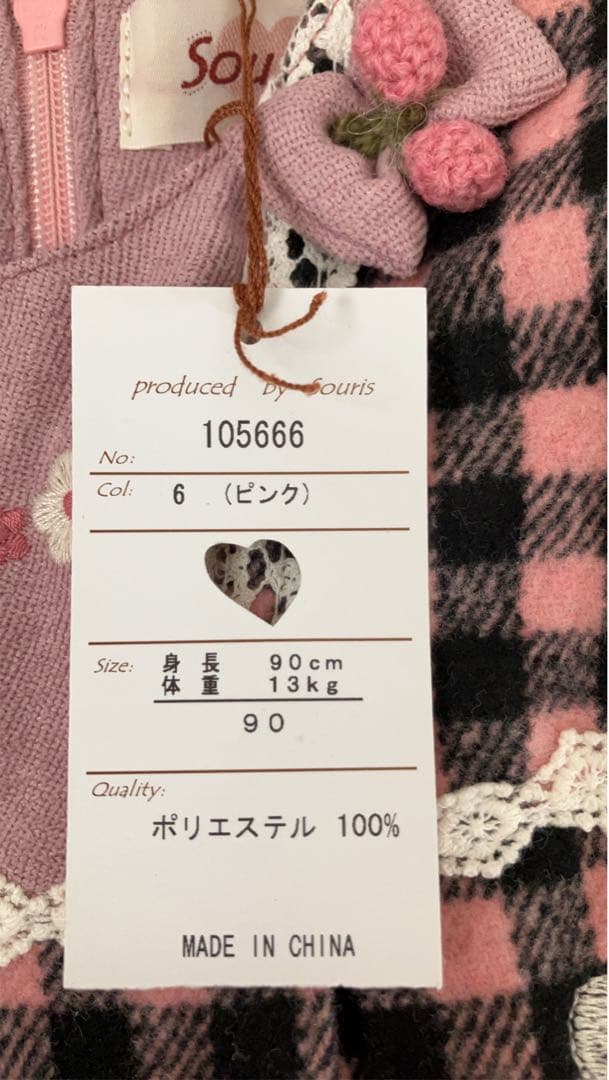 Sou
produced by Souris
No: 105666
Col: 6 (ピンク)
Size: 身長 90cm
体重 13kg
90
Quality:
ポリエステル 100%
MADE IN CHINA